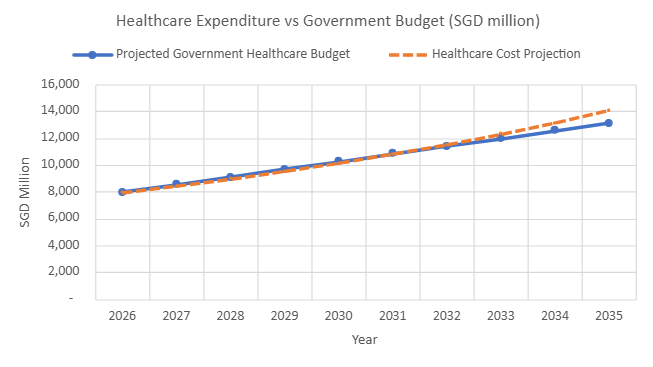 Healthcare Expenditure vs Government Budget (SGD million)
Projected Government Healthcare Budget Healthcare Cost Projection
16,000
14,000
12,000
10,000
8,000
6,000
4,000
2,000
-
SGD Million
2026 2027 2028 2029 2030 2031 2032 2033 2034 2035
Year